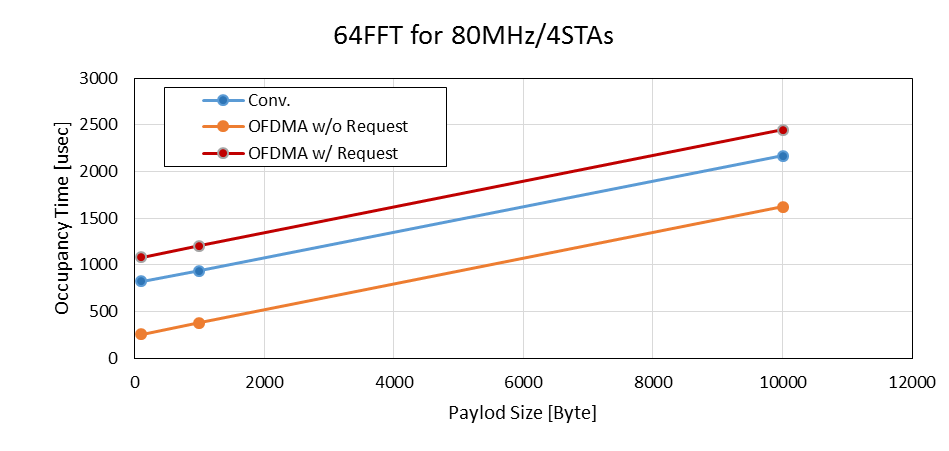 64FFT for 80MHz/4STAs
3000
2500
2000
1500
1000
500
0
Occupancy Time [usec]
Conv.
OFDMA w/o Request
OFDMA w/ Request
0 2000 4000 6000 8000 10000 12000
Paylod Size [Byte]